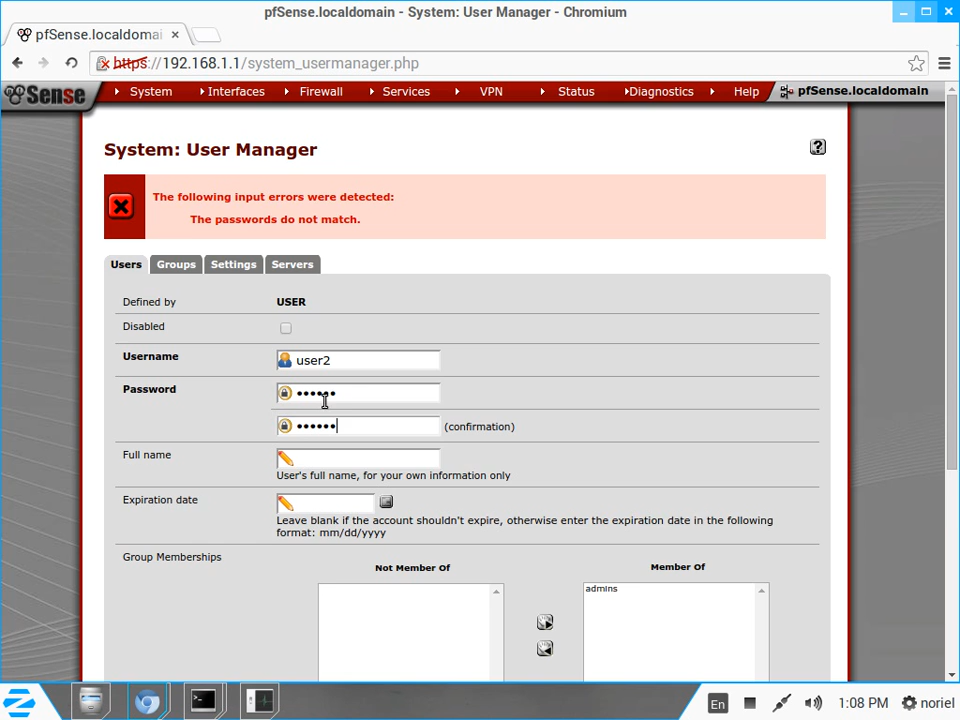 pfSense.localdomain - System: User Manager - Chromium
pfSense.localdomai
https://192.168.1.1/system_usermanager.php
Sense System Interfaces Firewall Services VPN Status Diagnostics Help pfSense.localdomain
System: User Manager
?
The following input errors were detected:
The passwords do not match.
Users Groups Settings Servers
Defined by USER
Disabled
Username user2
Password ••••••
•••••• (confirmation)
Full name
User's full name, for your own information only
Expiration date
Leave blank if the account shouldn't expire, otherwise enter the expiration date in the following
format: mm/dd/yyyy
Group Memberships
Not Member Of Member Of
admins
En 1:08 PM noriel